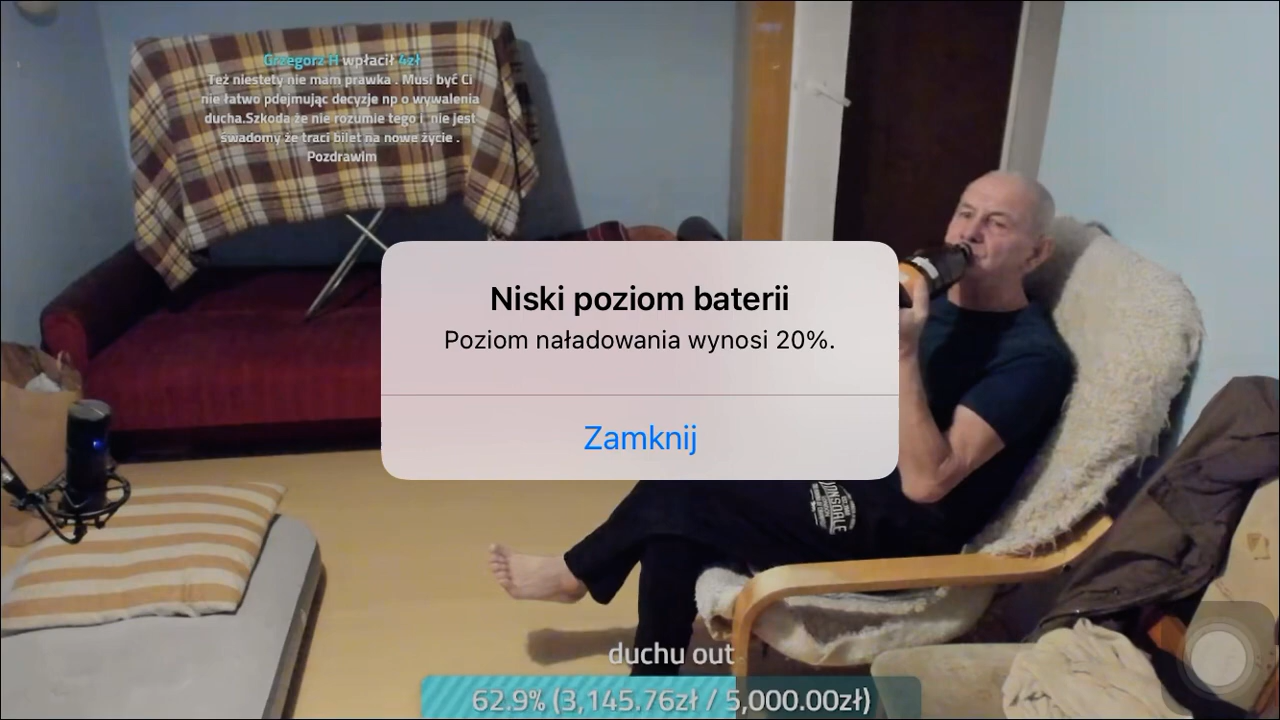 Grzegorz R wpłacił 4zł
Też niestety nie mam prawka . Musi być Ci
nie łatwo pdejmując decyzje np o wywalenia
ducha.Szkoda że nie rozumie tego i nie jest
swadomy że traci bilet na nowe życie .
Pozdrawim
Niski poziom baterii
Poziom naładowania wynosi 20%.
Zamknij
LONSDALE
LONDON
duchu out
62.9% (3,145.76zł / 5,000.00zł)